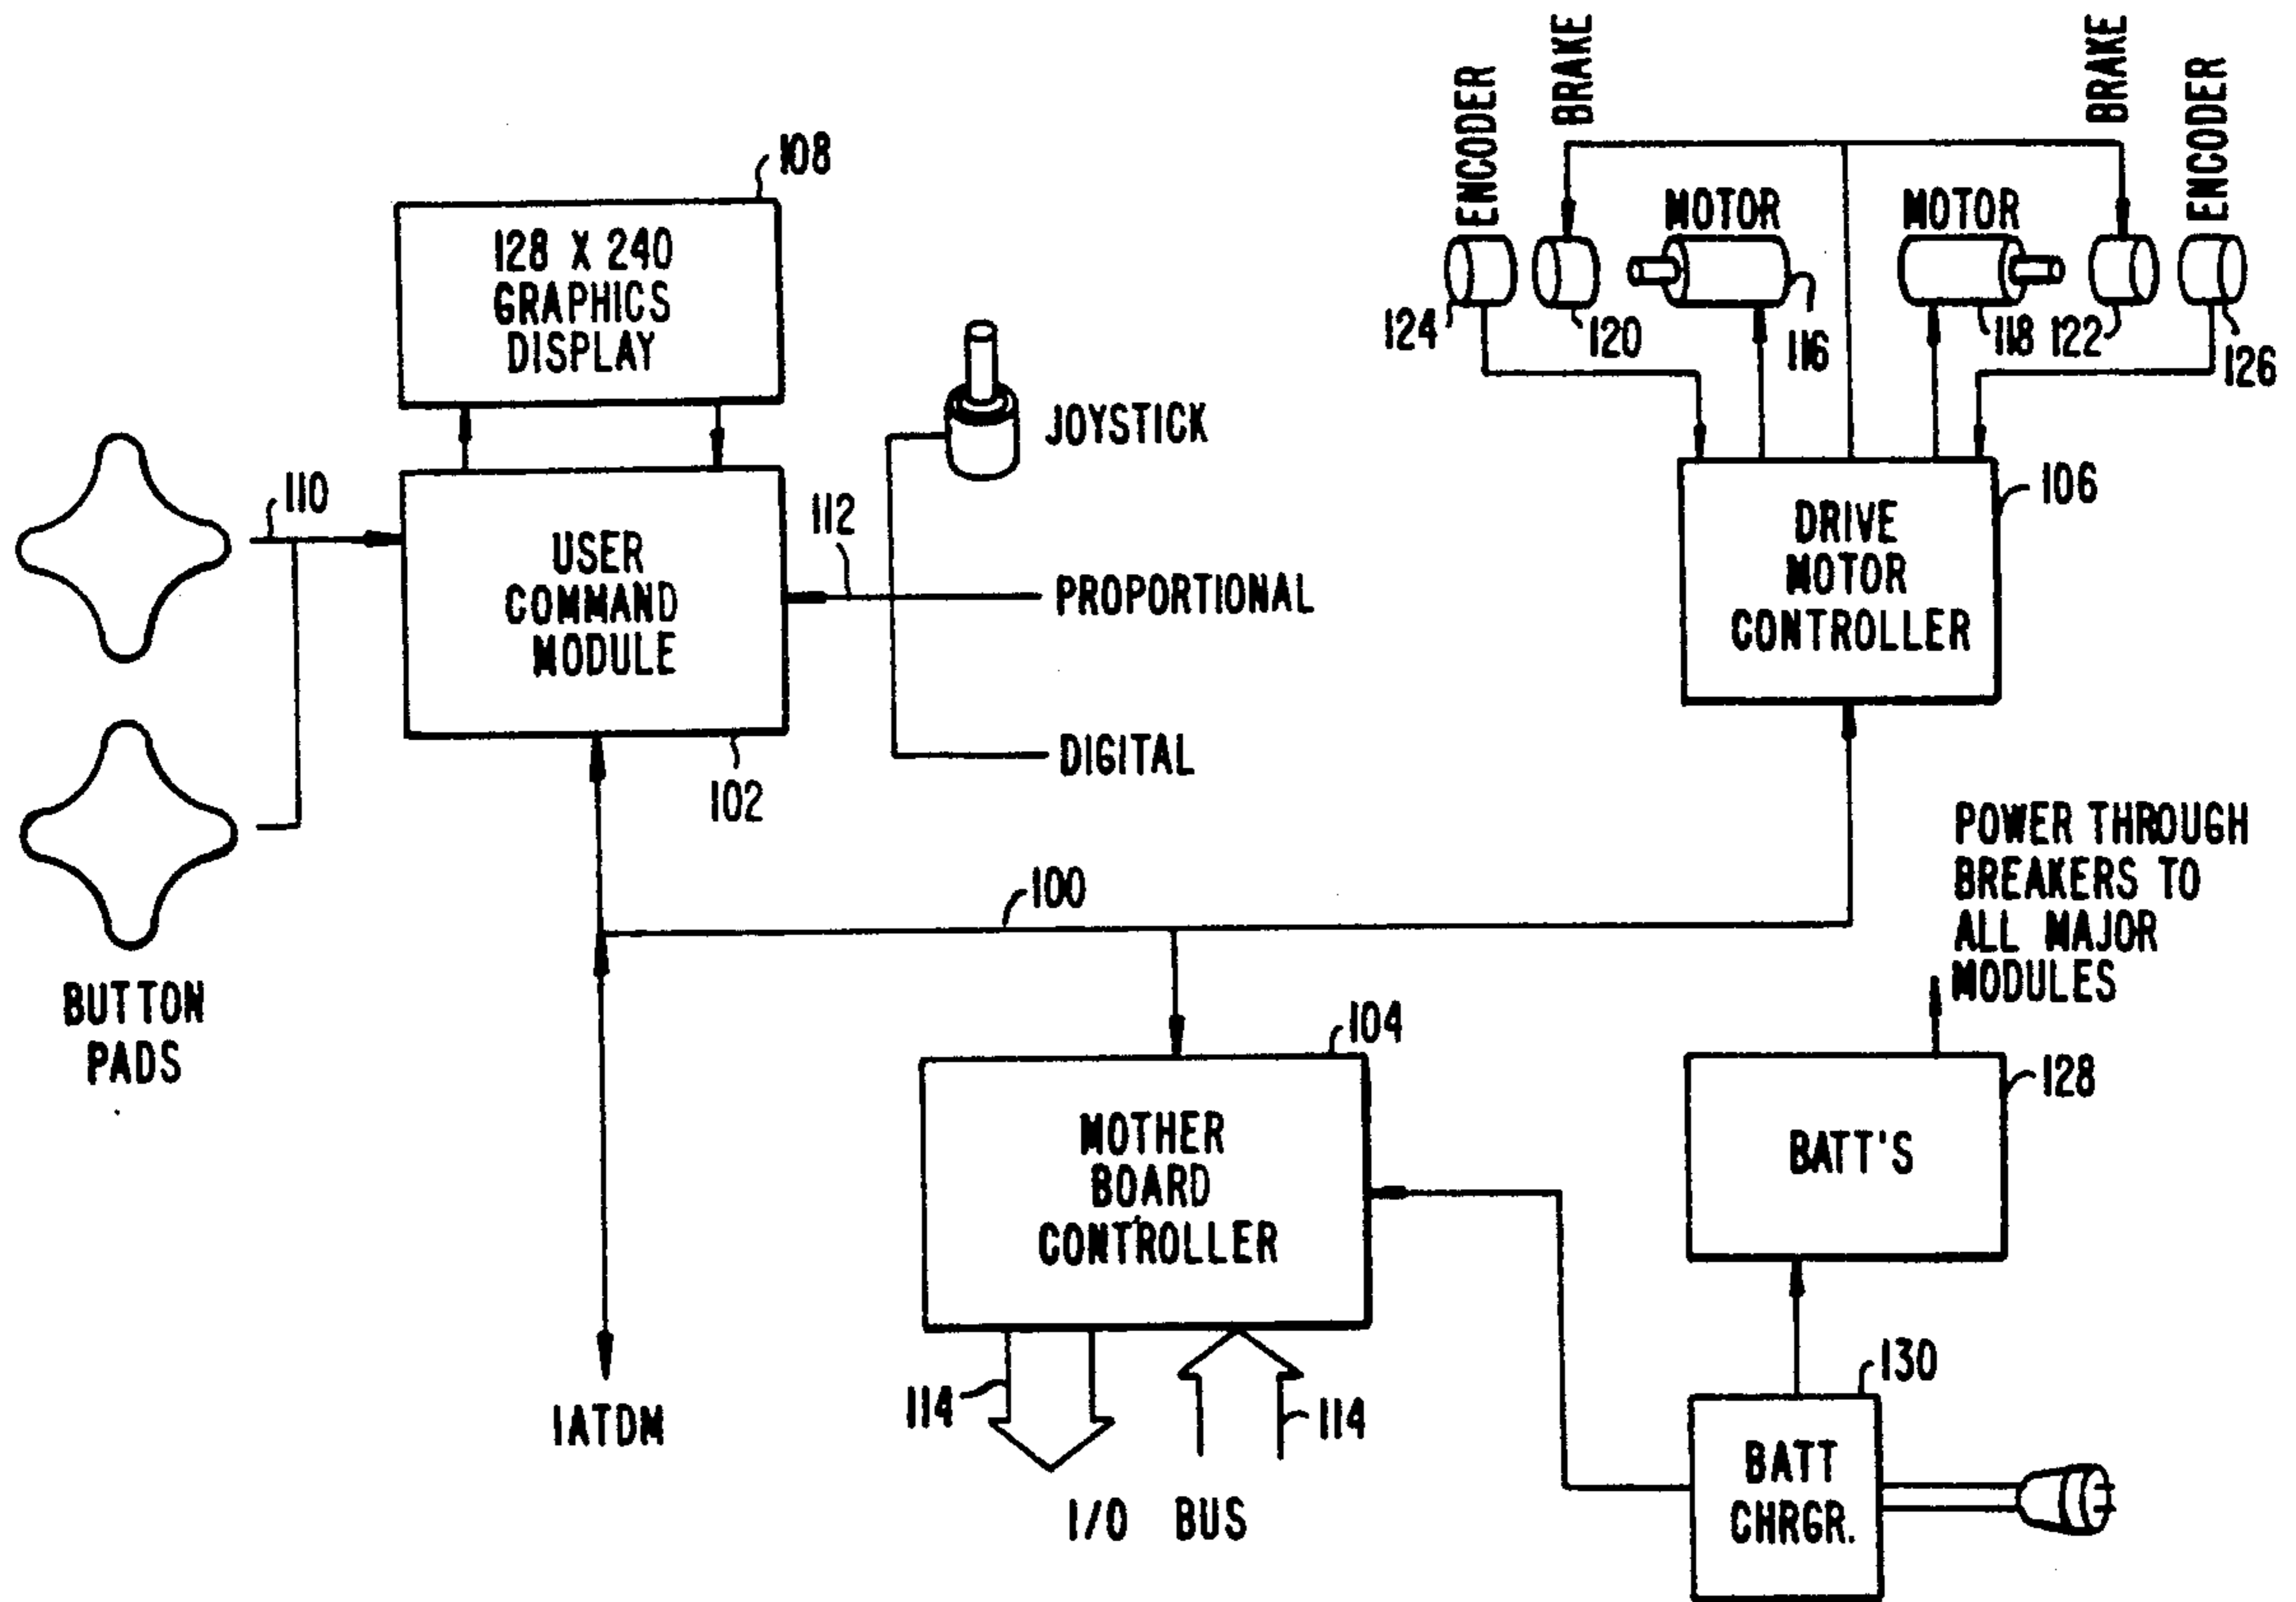 BRAKE
BRAKE
ENCODER
ENCODER
108
128 X 240
GRAPHICS
DISPLAY
MOTOR
MOTOR
124
120
116
118
122
126
JOYSTICK
110
112
106
USER
COMMAND
MODULE
DRIVE
MOTOR
CONTROLLER
PROPORTIONAL
DIGITAL
102
100
POWER THROUGH
BREAKERS TO
ALL MAJOR
MODULES
BUTTON
PADS
104
128
MOTHER
BOARD
CONTROLLER
BATT'S
114
114
130
IATDM
I/O BUS
BATT
CHRGR.